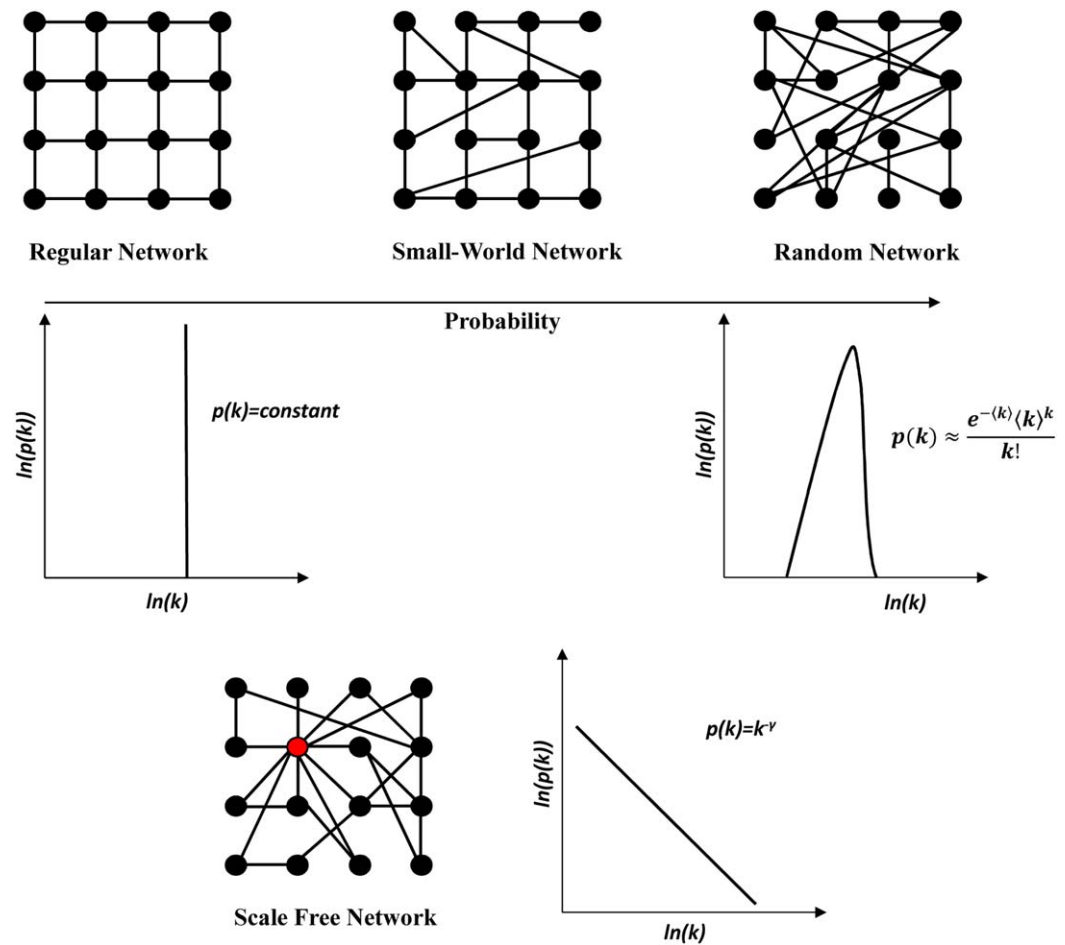 Regular Network
Small-World Network
Random Network
Probability
ln(p(k))
p(k)=constant
ln(k)
ln(p(k))
p(k) ≈ e^{-⟨k⟩}⟨k⟩^k / k!
ln(k)
Scale Free Network
ln(p(k))
p(k)=k^{-γ}
ln(k)